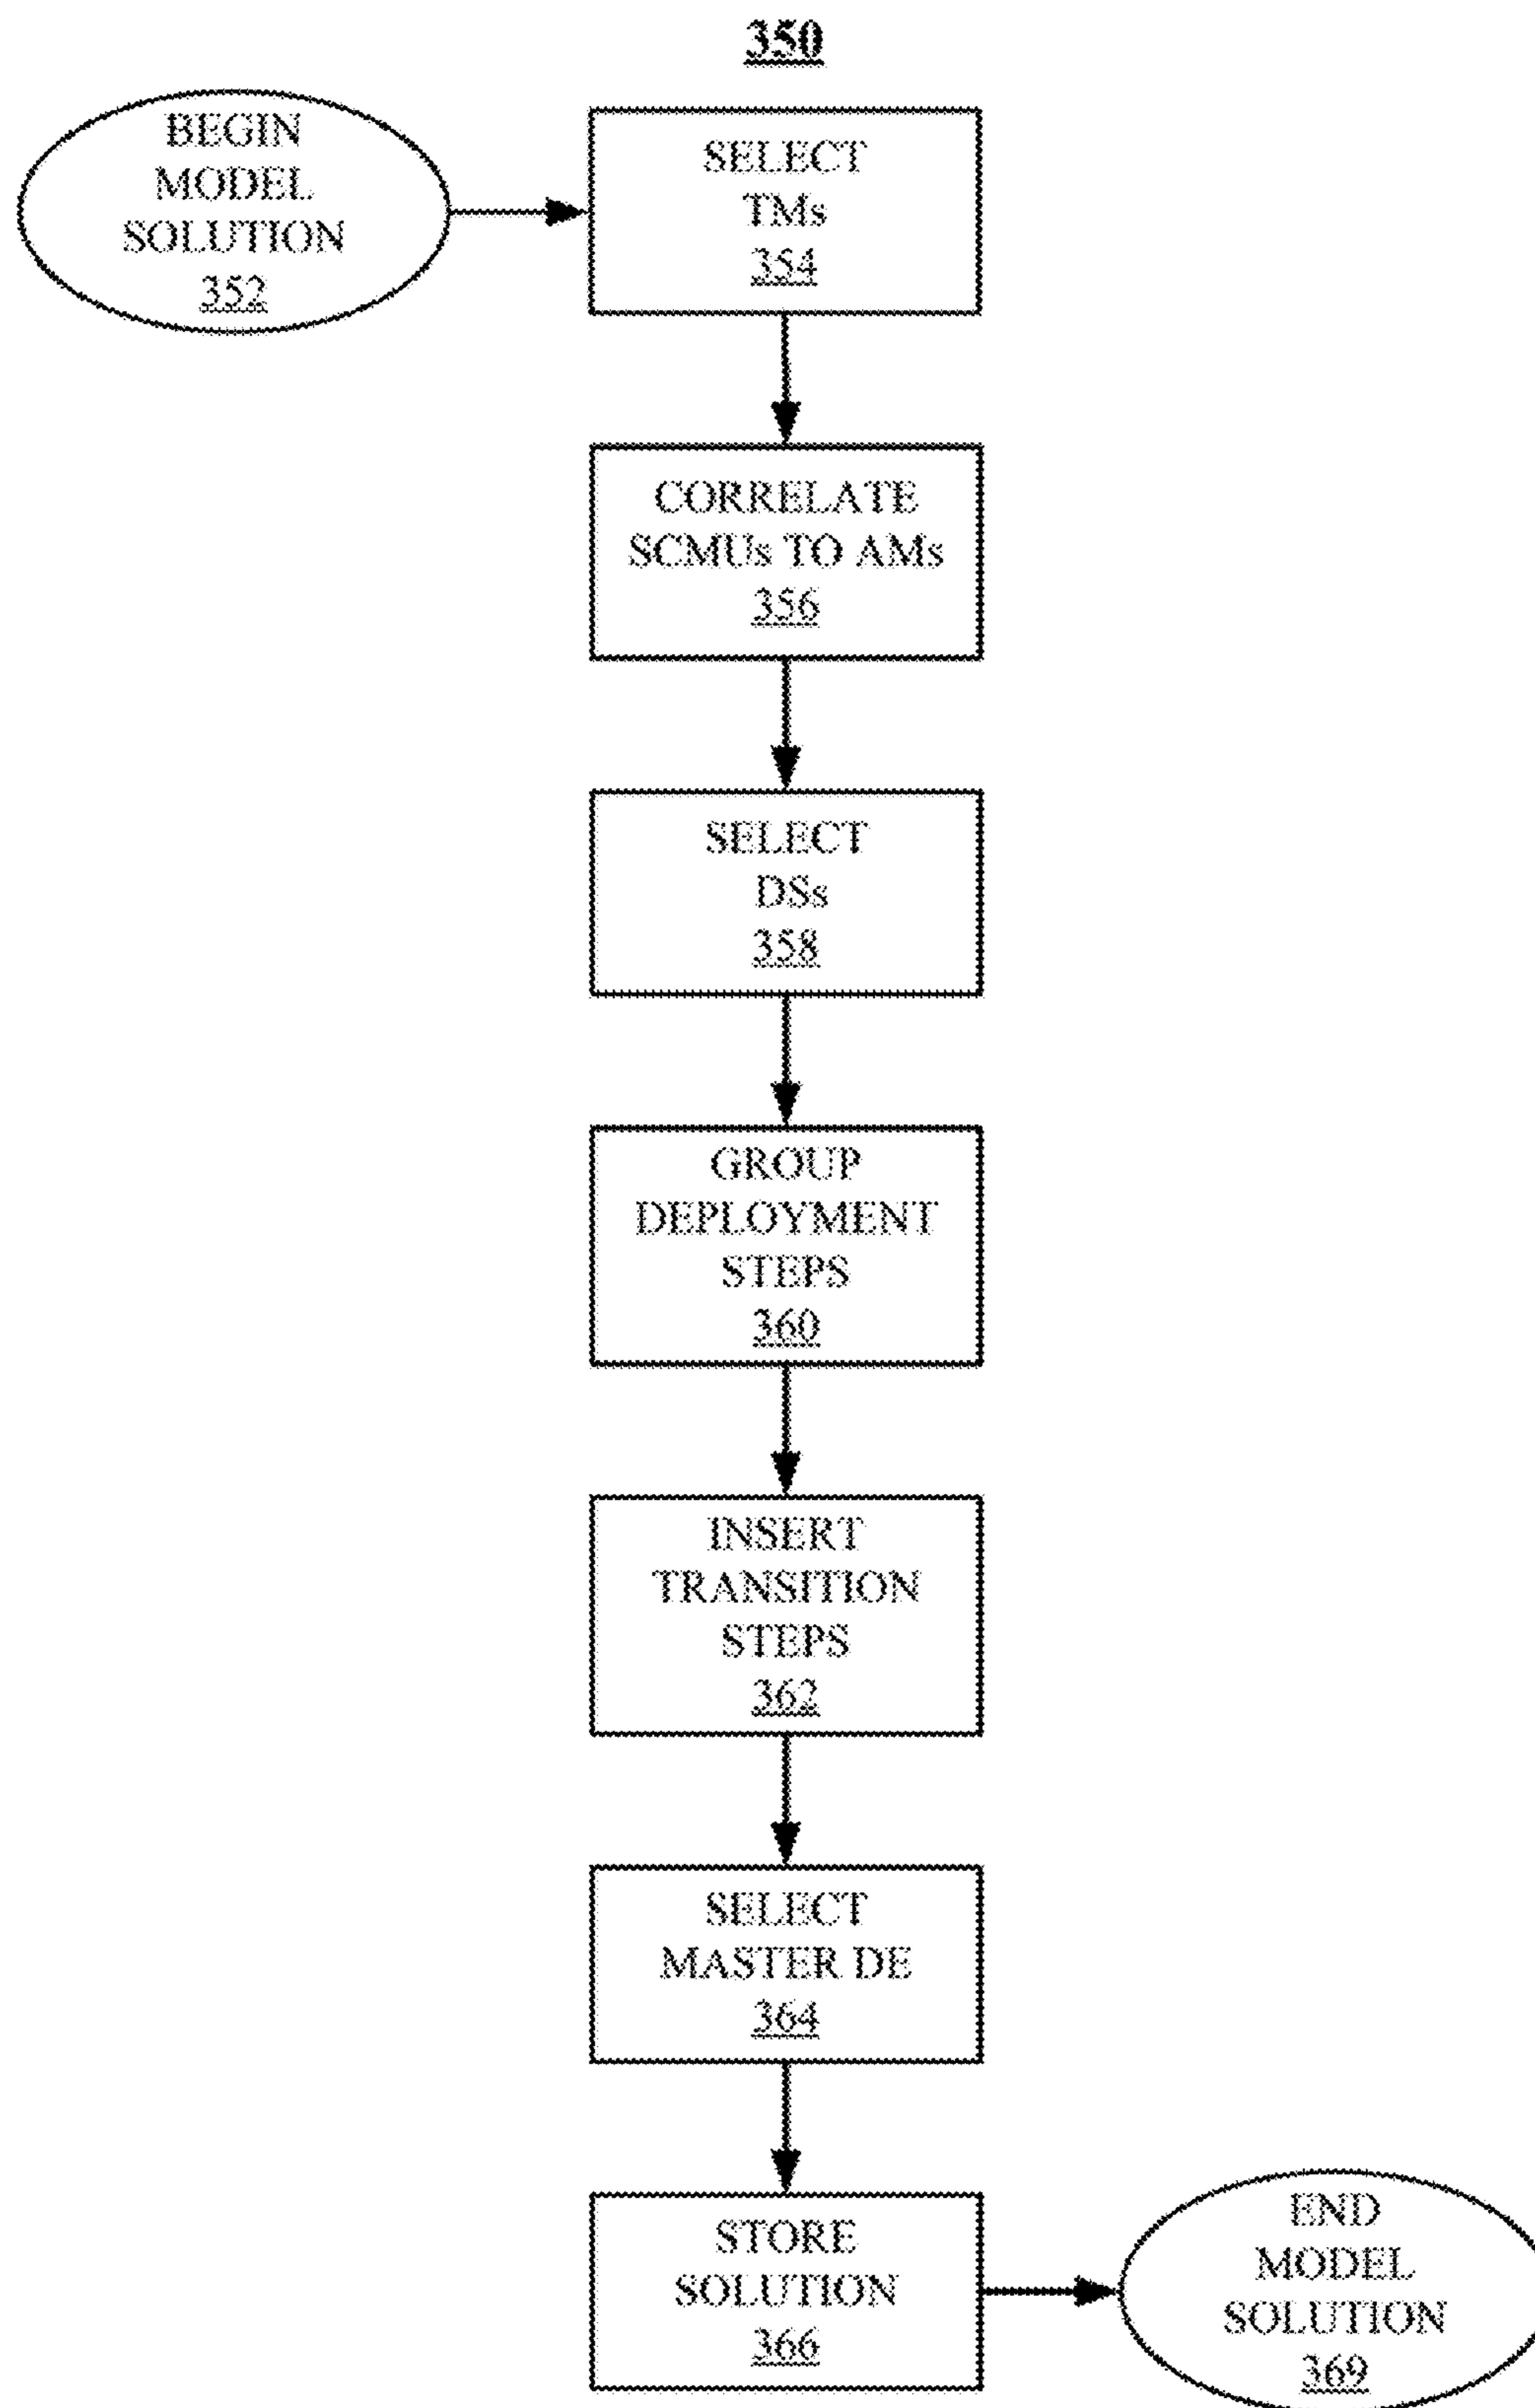 350
BEGIN
MODEL
SOLUTION
352
SELECT
TMs
354
CORRELATE
SCMUs TO AMs
356
SELECT
DSs
358
GROUP
DEPLOYMENT
STEPS
360
INSERT
TRANSITION
STEPS
362
SELECT
MASTER DE
364
STORE
SOLUTION
366
END
MODEL
SOLUTION
369